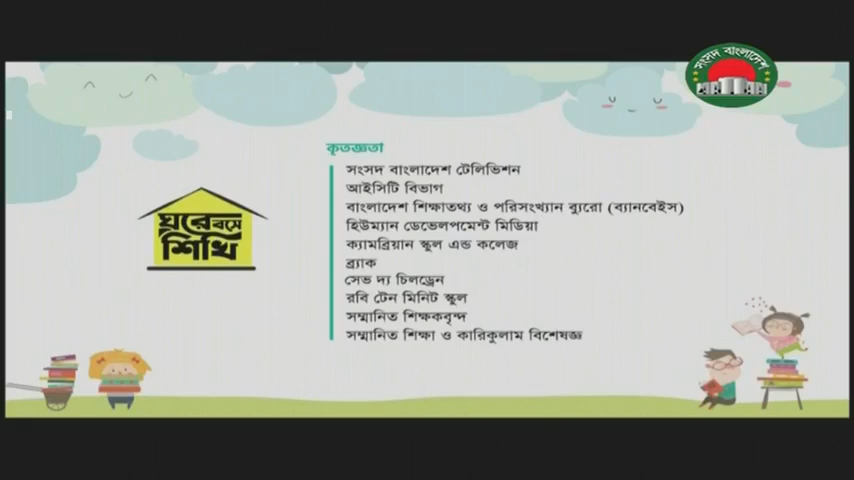 সংসদ বাংলাদেশ
কৃতজ্ঞতা
সংসদ বাংলাদেশ টেলিভিশন
আইসিটি বিভাগ
বাংলাদেশ শিক্ষাতথ্য ও পরিসংখ্যান ব্যুরো (ব্যানবেইস)
হিউম্যান ডেভেলপমেন্ট মিডিয়া
ক্যামব্রিয়ান স্কুল এন্ড কলেজ
ব্র্যাক
সেভ দ্য চিলড্রেন
রবি টেন মিনিট স্কুল
সম্মানিত শিক্ষকবৃন্দ
সম্মানিত শিক্ষা ও কারিকুলাম বিশেষজ্ঞ
ঘরে বসে
শিখি